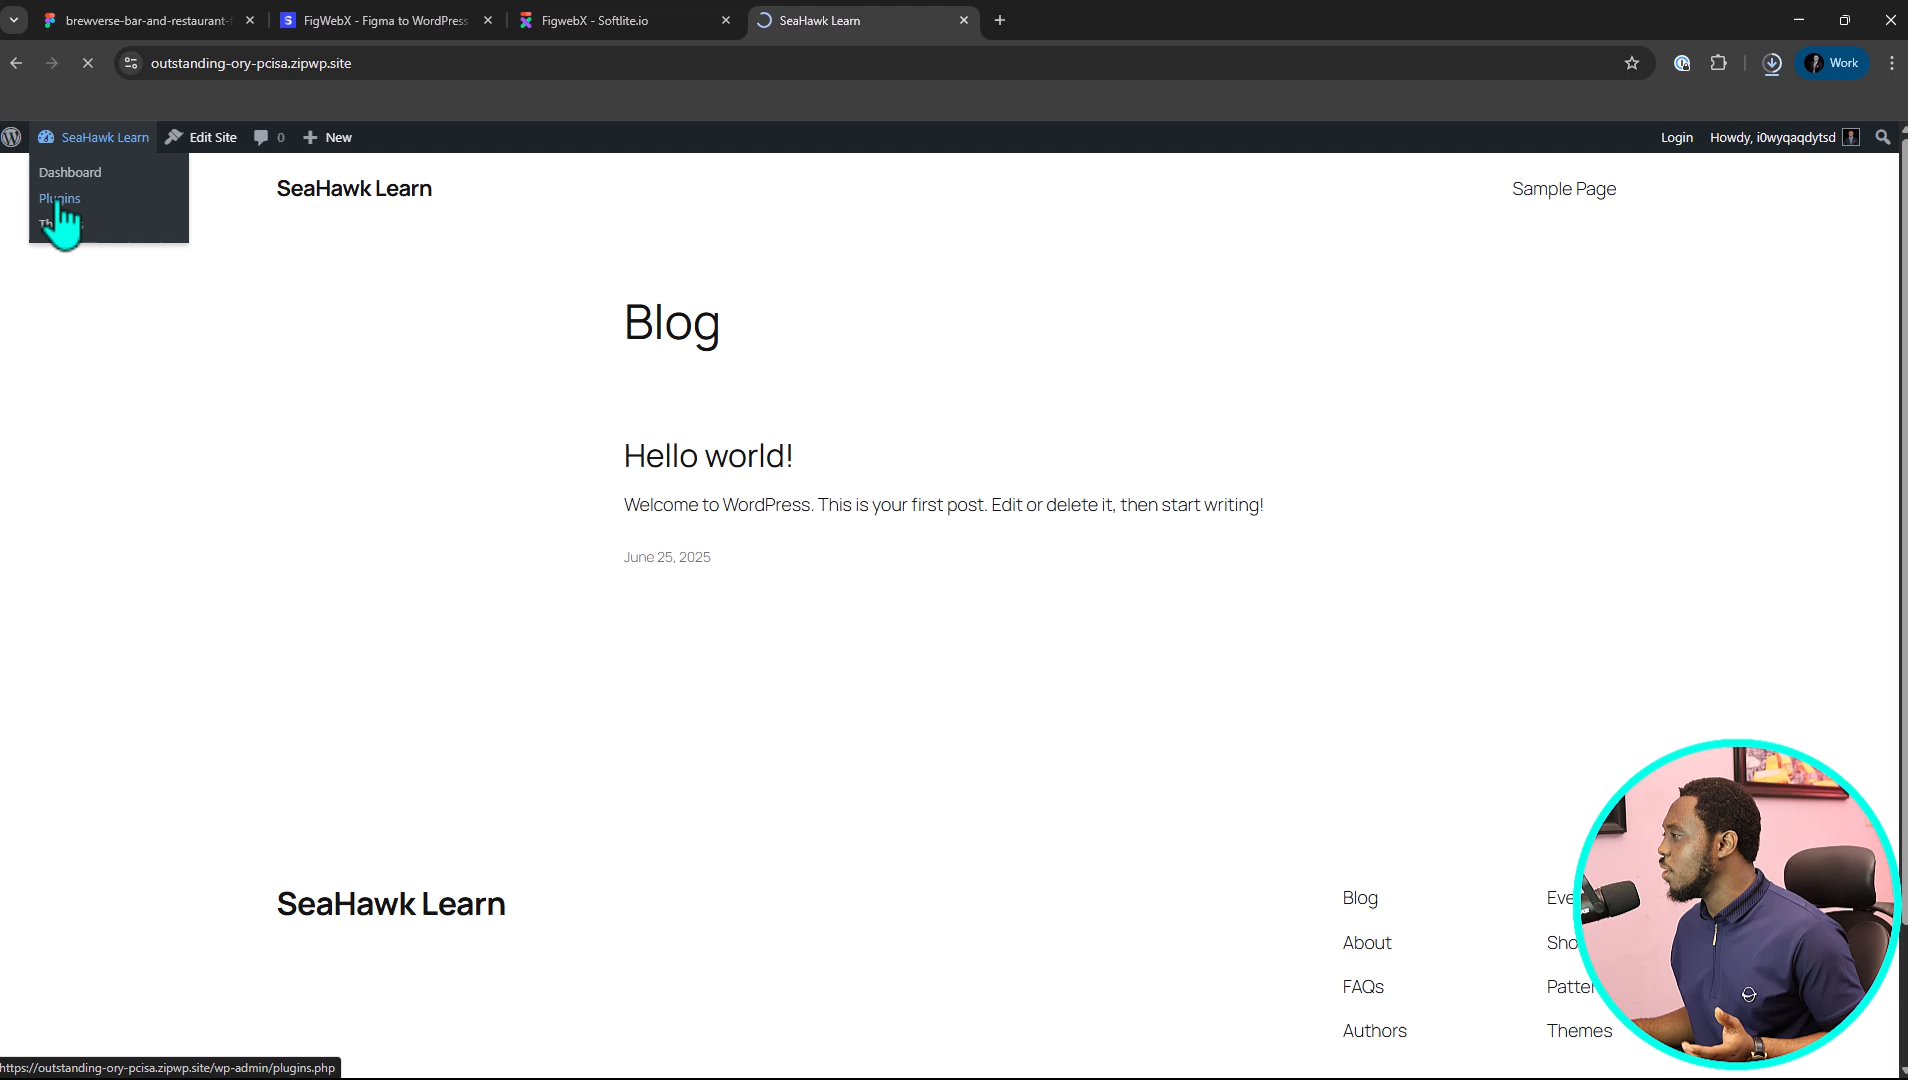 brewverse-bar-and-restaurant-
FigWebX - Figma to WordPress
FigwebX - Softlite.io
SeaHawk Learn
outstanding-ory-pcisa.zipwp.site
Work
SeaHawk Learn
Edit Site
0
New
Login
Howdy, i0wyqaqdytsd
Dashboard
Plugins
SeaHawk Learn
Sample Page
Blog
Hello world!
Welcome to WordPress. This is your first post. Edit or delete it, then start writing!
June 25, 2025
SeaHawk Learn
Blog
About
FAQs
Authors
Themes
https://outstanding-ory-pcisa.zipwp.site/wp-admin/plugins.php